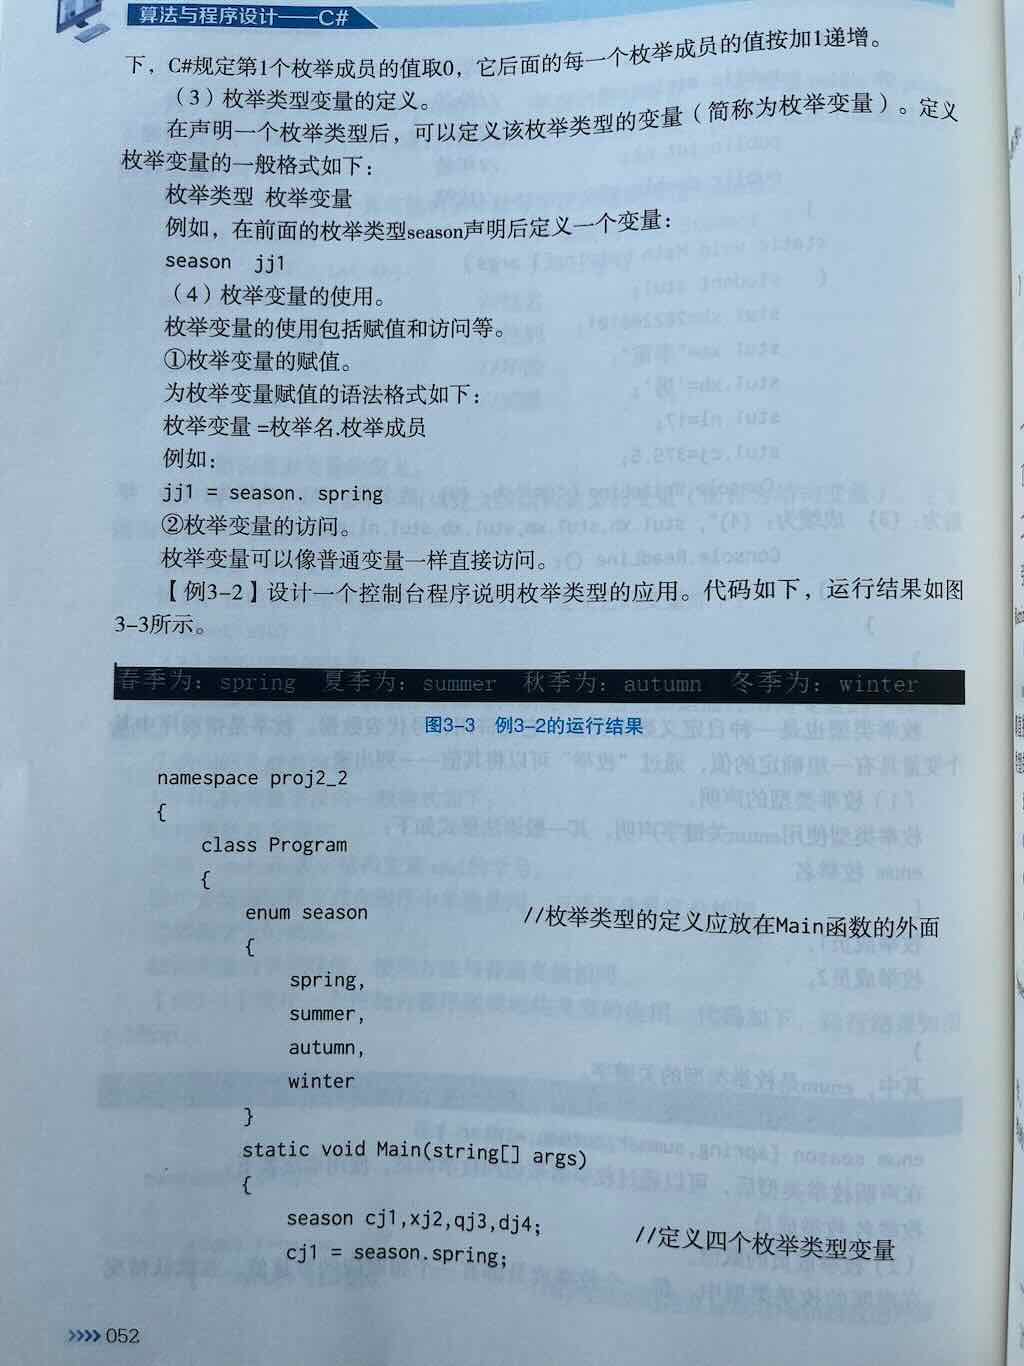 算法与程序设计——C#
下，C#规定第1个枚举成员的值取0，它后面的每一个枚举成员的值按加1递增。
（3）枚举类型变量的定义。
在声明一个枚举类型后，可以定义该枚举类型的变量（简称为枚举变量）。定义
枚举变量的一般格式如下：
枚举类型 枚举变量
例如，在前面的枚举类型season声明后定义一个变量：
season jj1
（4）枚举变量的使用。
枚举变量的使用包括赋值和访问等。
①枚举变量的赋值。
为枚举变量赋值的语法格式如下：
枚举变量 =枚举名.枚举成员
例如：
jj1 = season. spring
②枚举变量的访问。
枚举变量可以像普通变量一样直接访问。
【例3-2】设计一个控制台程序说明枚举类型的应用。代码如下，运行结果如图
3-3所示。
春季为：spring 夏季为：summer 秋季为：autumn 冬季为：winter
图3-3 例3-2的运行结果
namespace proj2_2
{
class Program
{
enum season //枚举类型的定义应放在Main函数的外面
{
spring,
summer,
autumn,
winter
}
static void Main(string[] args)
{
season cj1,xj2,qj3,dj4; //定义四个枚举类型变量
cj1 = season.spring;
›››› 052